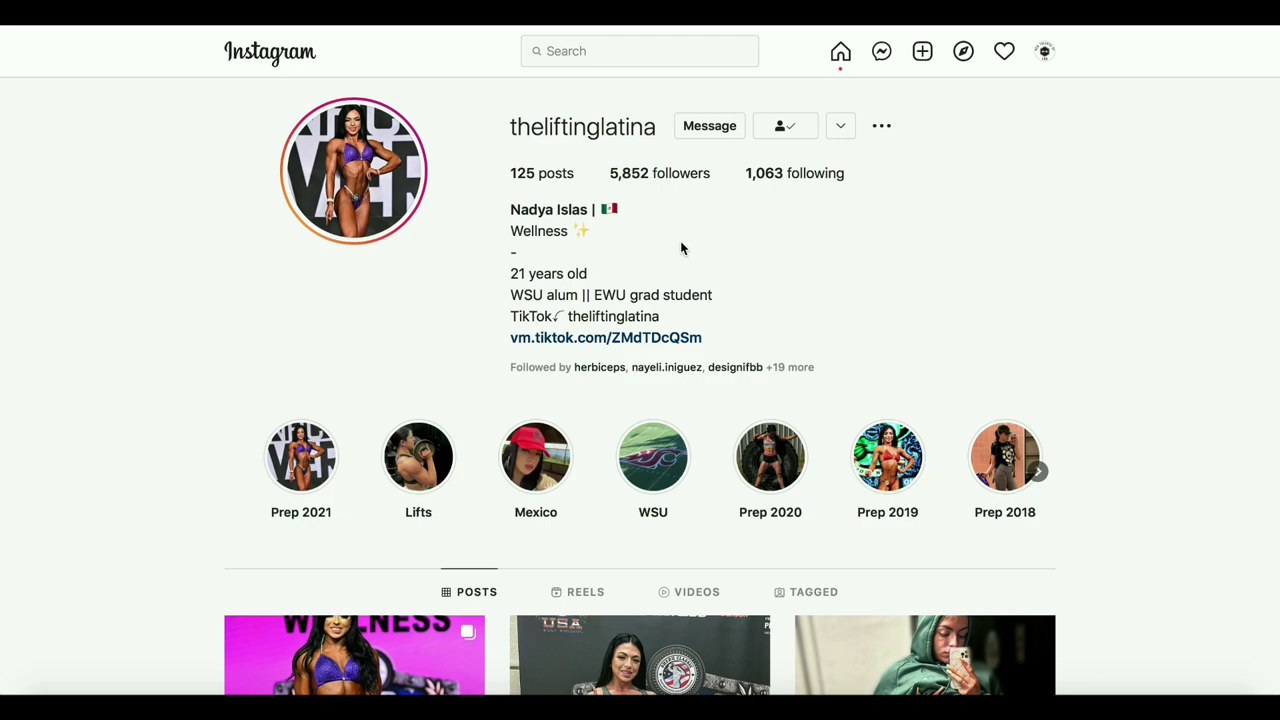 Instagram
Search
theliftinglatina
Message
125 posts 5,852 followers 1,063 following
Nadya Islas | 🇲🇽
Wellness ✨
-
21 years old
WSU alum || EWU grad student
TikTok⤹ theliftinglatina
vm.tiktok.com/ZMdTDcQSm
Followed by herbiceps, nayeli.iniguez, designifbb +19 more
Prep 2021 Lifts Mexico WSU Prep 2020 Prep 2019 Prep 2018
POSTS REELS VIDEOS TAGGED
WELLNESS
USA